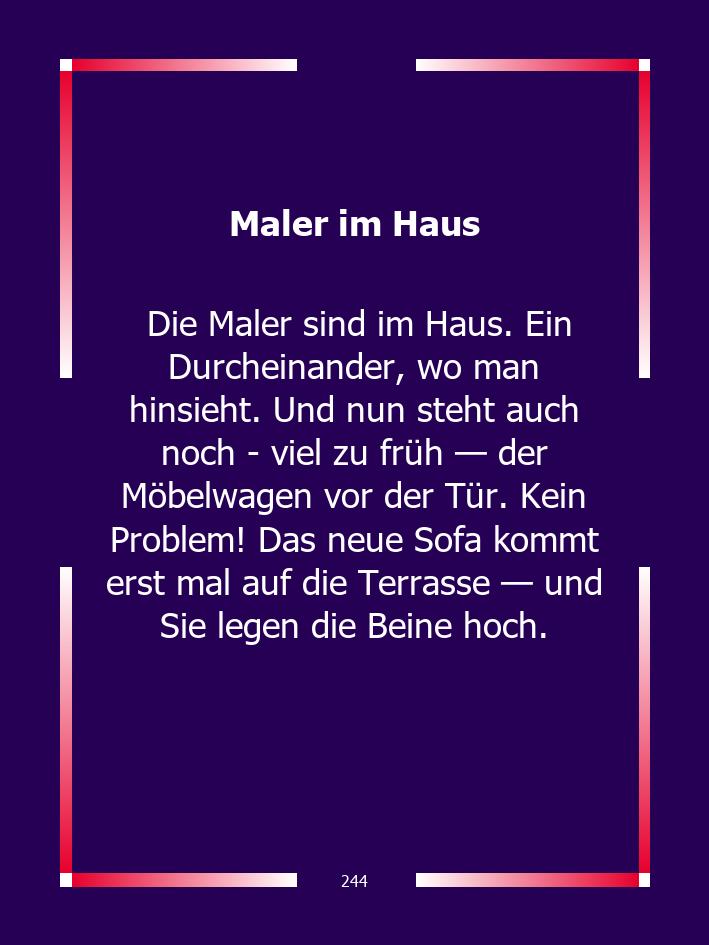 Maler im Haus
Die Maler sind im Haus. Ein
Durcheinander, wo man
hinsieht. Und nun steht auch
noch - viel zu früh — der
Möbelwagen vor der Tür. Kein
Problem! Das neue Sofa kommt
erst mal auf die Terrasse — und
Sie legen die Beine hoch.
244